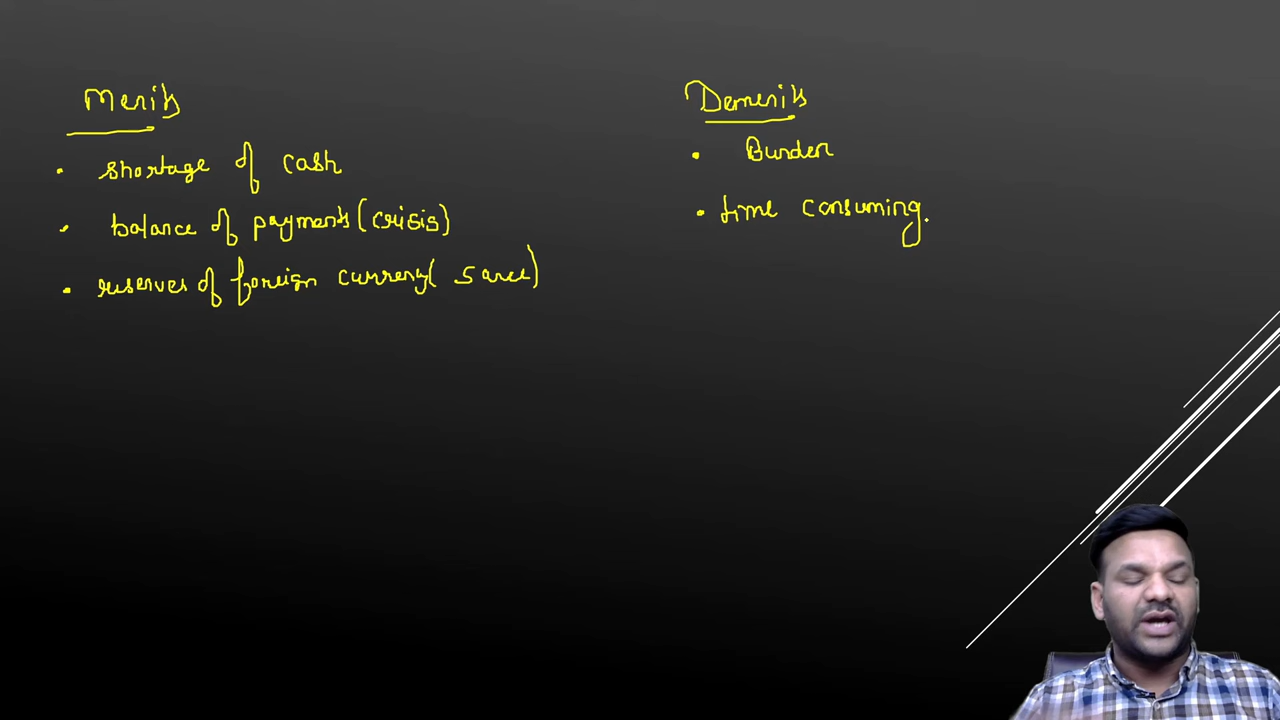 Merits
• shortage of cash
• balance of payments (crisis)
• reserves of foreign currency (save)
Demerits
• Burden
• time consuming.